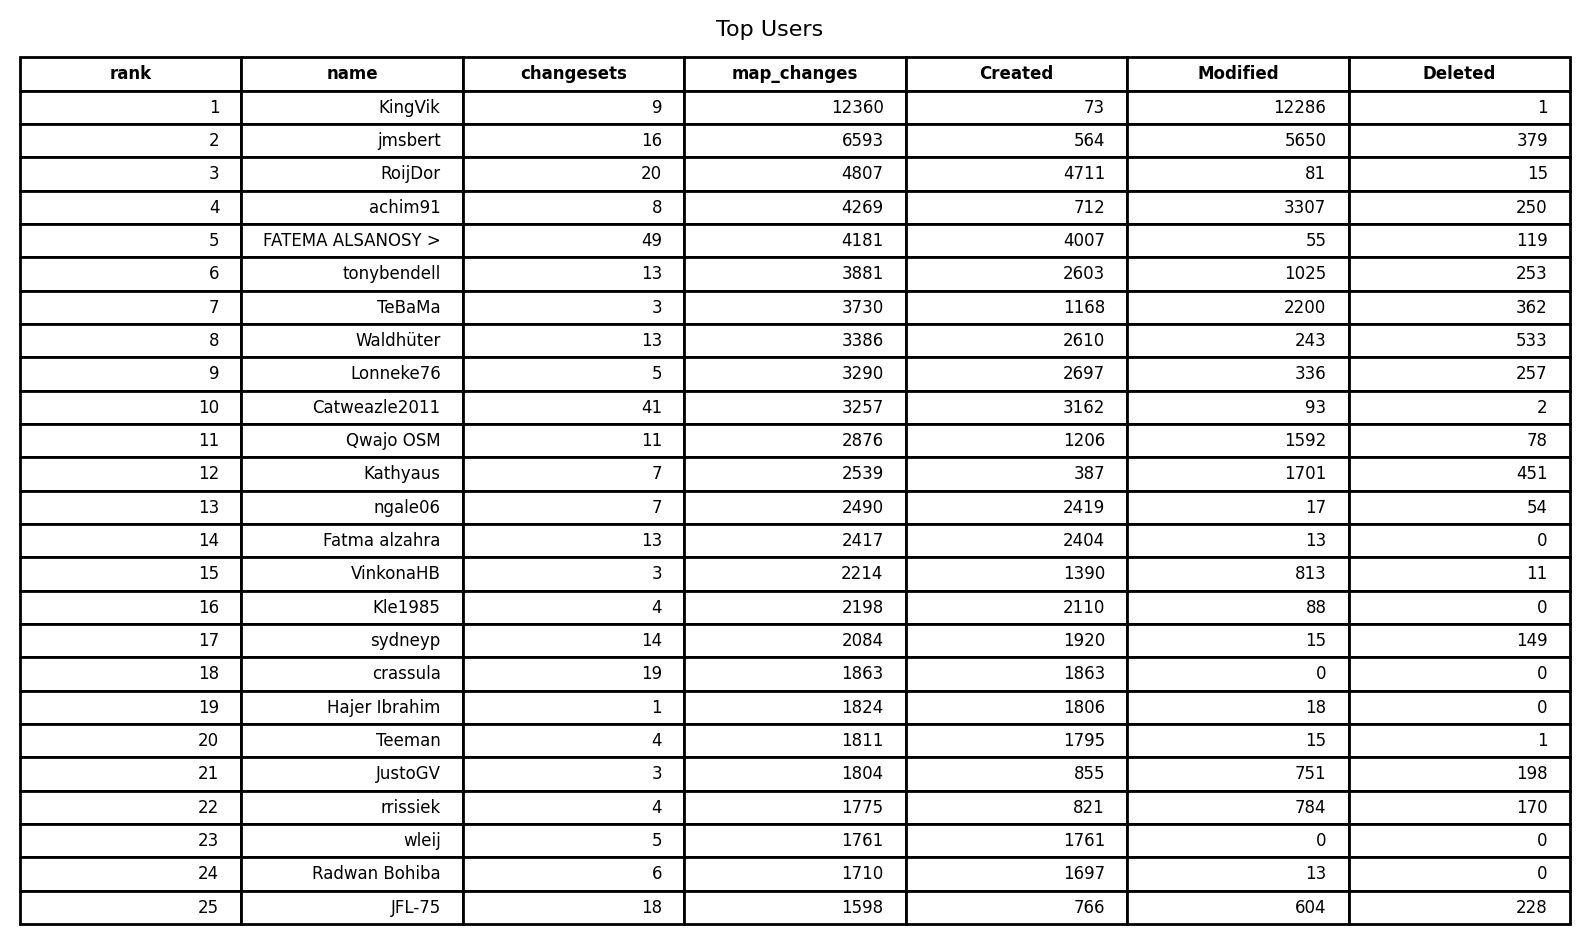 Top Users
rank name changesets map_changes Created Modified Deleted
1 KingVik 9 12360 73 12286 1
2 jmsbert 16 6593 564 5650 379
3 RoijDor 20 4807 4711 81 15
4 achim91 8 4269 712 3307 250
5 FATEMA ALSANOSY > 49 4181 4007 55 119
6 tonybendell 13 3881 2603 1025 253
7 TeBaMa 3 3730 1168 2200 362
8 Waldhüter 13 3386 2610 243 533
9 Lonneke76 5 3290 2697 336 257
10 Catweazle2011 41 3257 3162 93 2
11 Qwajo OSM 11 2876 1206 1592 78
12 Kathyaus 7 2539 387 1701 451
13 ngale06 7 2490 2419 17 54
14 Fatma alzahra 13 2417 2404 13 0
15 VinkonaHB 3 2214 1390 813 11
16 Kle1985 4 2198 2110 88 0
17 sydneyp 14 2084 1920 15 149
18 crassula 19 1863 1863 0 0
19 Hajer Ibrahim 1 1824 1806 18 0
20 Teeman 4 1811 1795 15 1
21 JustoGV 3 1804 855 751 198
22 rrissiek 4 1775 821 784 170
23 wleij 5 1761 1761 0 0
24 Radwan Bohiba 6 1710 1697 13 0
25 JFL-75 18 1598 766 604 228